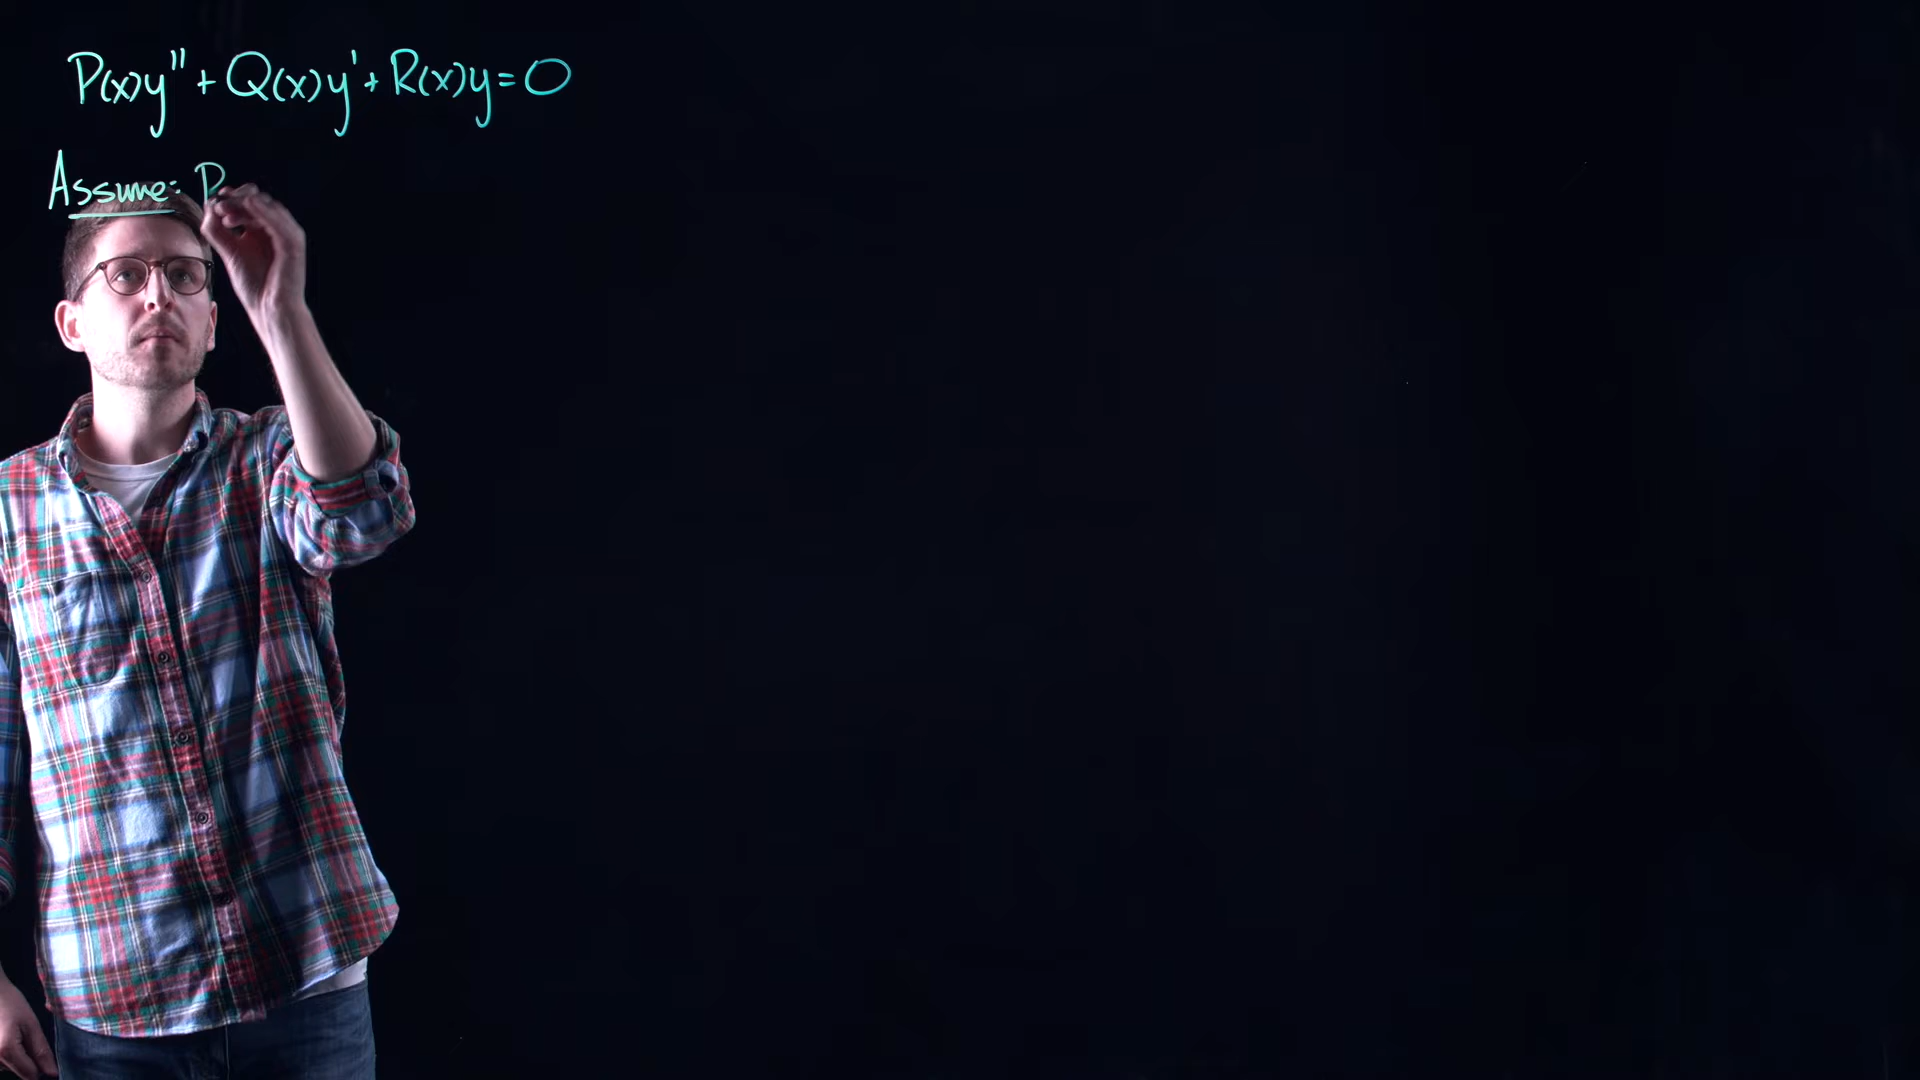 P(x)y'' + Q(x)y' + R(x)y = 0
Assume: P